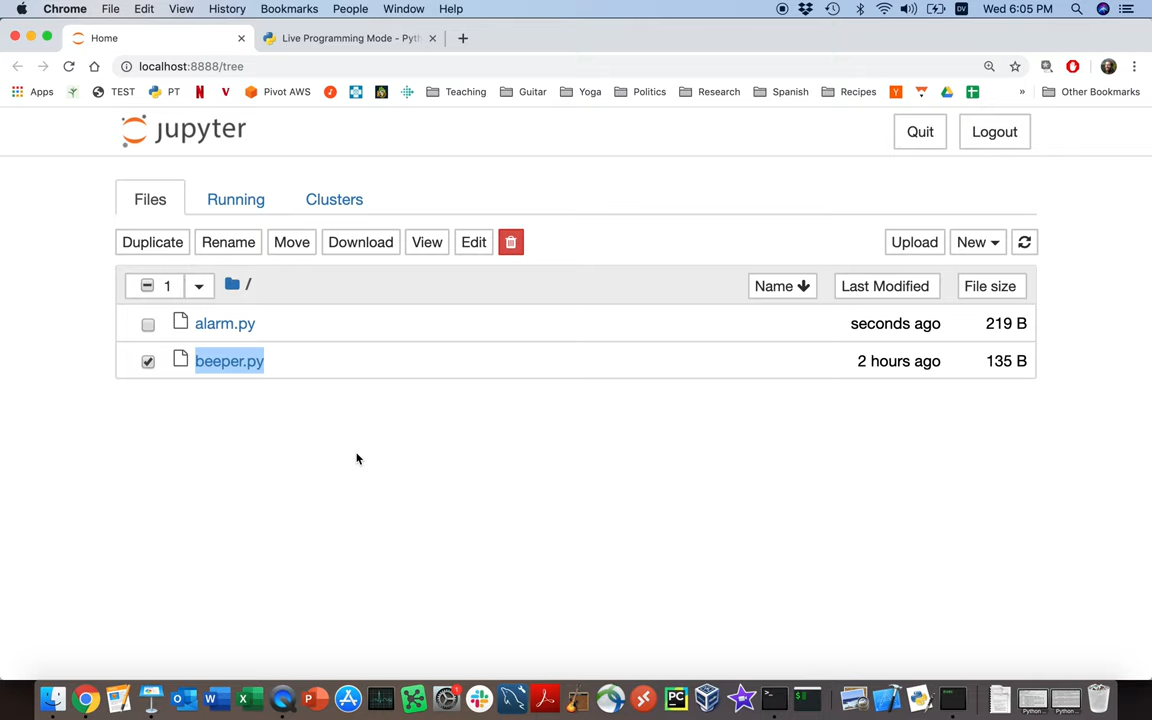 Chrome File Edit View History Bookmarks People Window Help DV Wed 6:05 PM
Home Live Programming Mode - Pyth
localhost:8888/tree
Apps TEST PT N V Pivot AWS Teaching Guitar Yoga Politics Research Spanish Recipes Y » Other Bookmarks
jupyter Quit Logout
Files Running Clusters
Duplicate Rename Move Download View Edit Upload New
1 / Name Last Modified File size
alarm.py seconds ago 219 B
beeper.py 2 hours ago 135 B